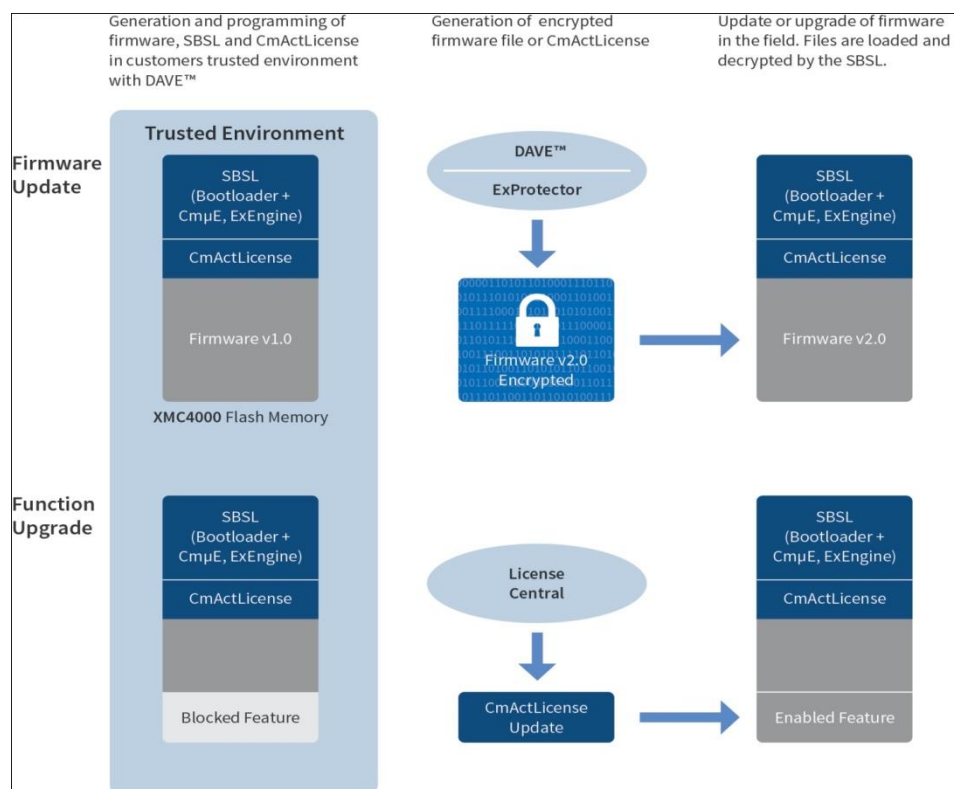 Generation and programming of
firmware, SBSL and CmActLicense
in customers trusted environment
with DAVE™
Generation of encrypted
firmware file or CmActLicense
Update or upgrade of firmware
in the field. Files are loaded and
decrypted by the SBSL.
Firmware
Update
Trusted Environment
SBSL
(Bootloader +
CmμE, ExEngine)
CmActLicense
Firmware v1.0
XMC4000 Flash Memory
DAVE™
ExProtector
Firmware v2.0
Encrypted
SBSL
(Bootloader +
CmμE, ExEngine)
CmActLicense
Firmware v2.0
Function
Upgrade
SBSL
(Bootloader +
CmμE, ExEngine)
CmActLicense
Blocked Feature
License
Central
CmActLicense
Update
SBSL
(Bootloader +
CmμE, ExEngine)
CmActLicense
Enabled Feature